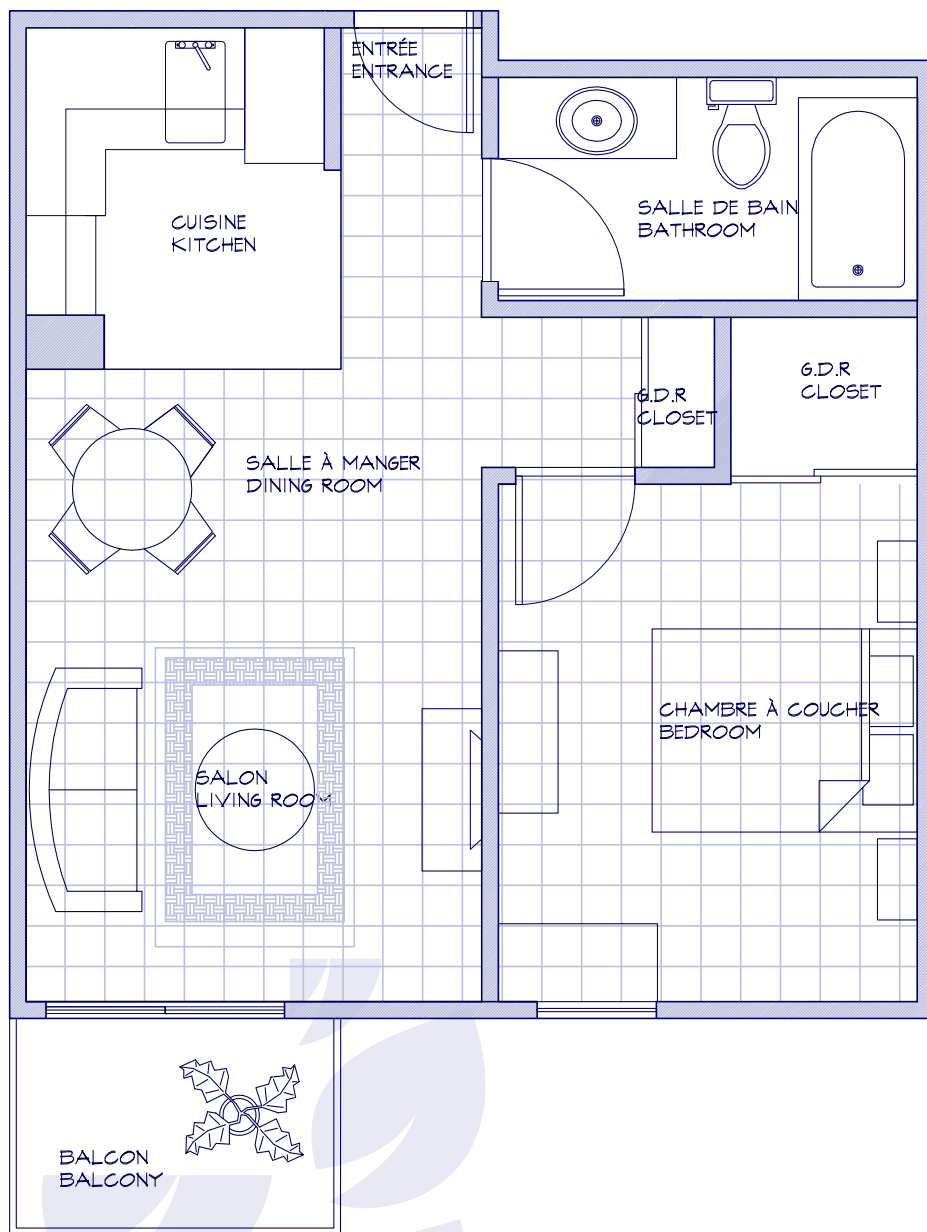 ENTRÉE
ENTRANCE
CUISINE
KITCHEN
SALLE DE BAIN
BATHROOM
G.D.R
CLOSET
G.D.R
CLOSET
SALLE À MANGER
DINING ROOM
CHAMBRE À COUCHER
BEDROOM
SALON
LIVING ROOM
BALCON
BALCONY